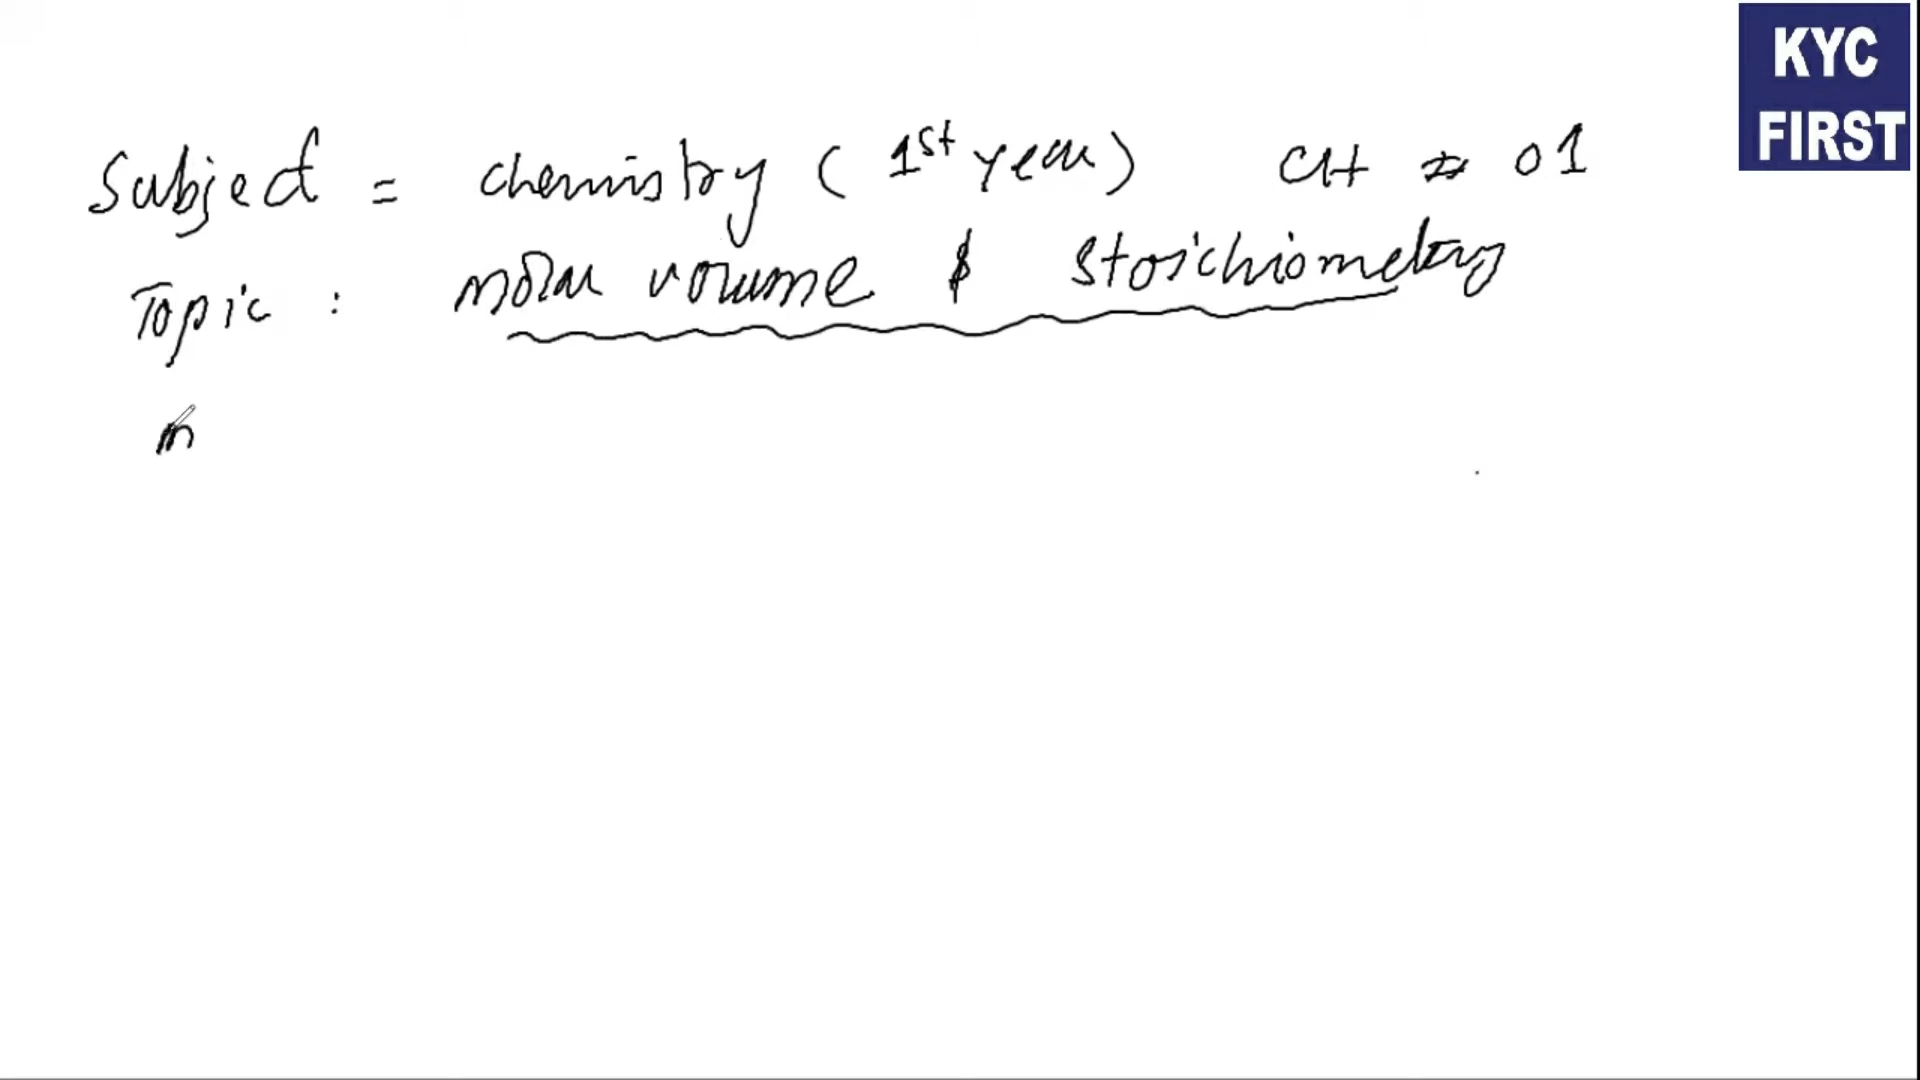 KYC
FIRST
Subject = chemistry ( 1st year ) CH # 01
Topic : molar volume & stoichiometry
m